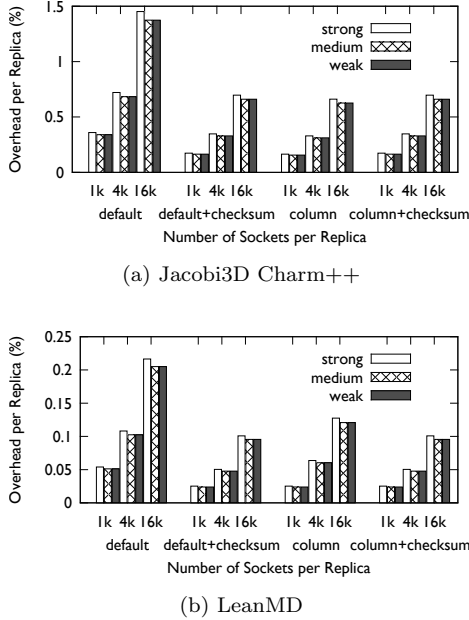 Overhead per Replica (%)
1.5
1
0.5
0
strong
medium
weak
1k 4k 16k 1k 4k 16k 1k 4k 16k 1k 4k 16k
default default+checksum column column+checksum
Number of Sockets per Replica
(a) Jacobi3D Charm++
Overhead per Replica (%)
0.25
0.2
0.15
0.1
0.05
0
strong
medium
weak
1k 4k 16k 1k 4k 16k 1k 4k 16k 1k 4k 16k
default default+checksum column column+checksum
Number of Sockets per Replica
(b) LeanMD